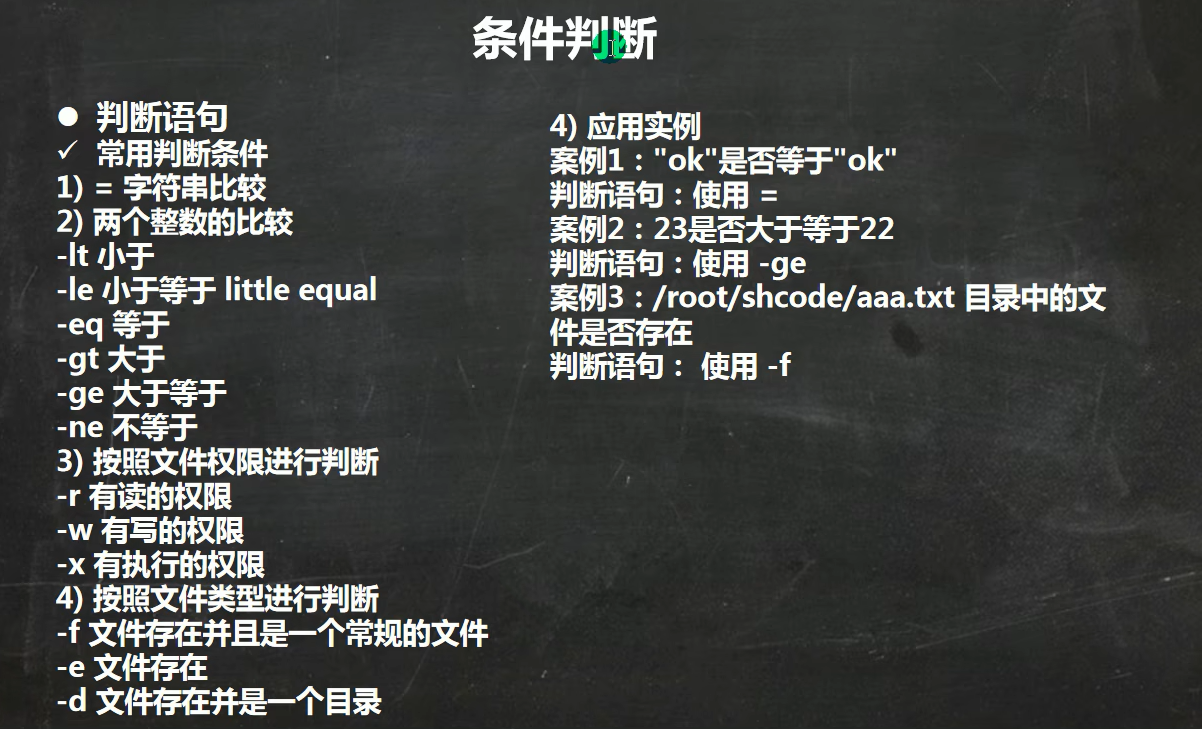 条件判断
● 判断语句
✓ 常用判断条件
1) = 字符串比较
2) 两个整数的比较
-lt 小于
-le 小于等于 little equal
-eq 等于
-gt 大于
-ge 大于等于
-ne 不等于
3) 按照文件权限进行判断
-r 有读的权限
-w 有写的权限
-x 有执行的权限
4) 按照文件类型进行判断
-f 文件存在并且是一个常规的文件
-e 文件存在
-d 文件存在并是一个目录
4) 应用实例
案例1："ok"是否等于"ok"
判断语句：使用 =
案例2：23是否大于等于22
判断语句：使用 -ge
案例3：/root/shcode/aaa.txt 目录中的文
件是否存在
判断语句： 使用 -f